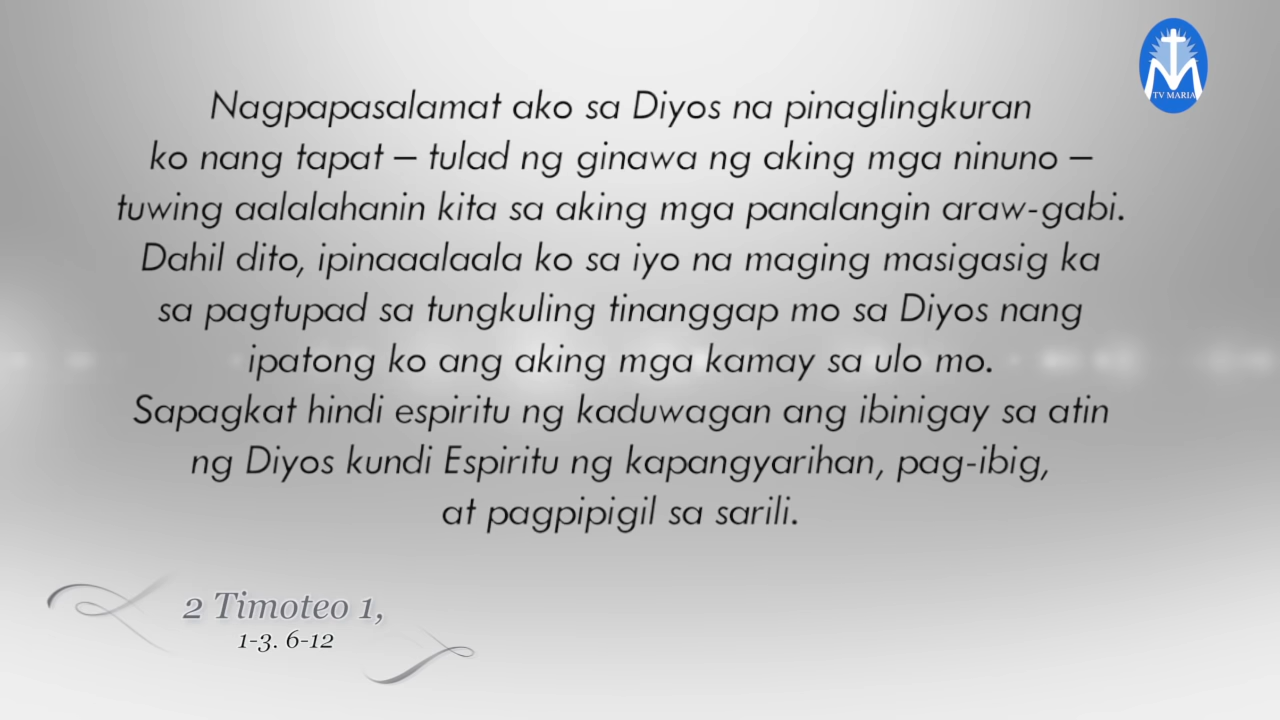 TV MARIA
Nagpapasalamat ako sa Diyos na pinaglingkuran
ko nang tapat – tulad ng ginawa ng aking mga ninuno –
tuwing aalalahanin kita sa aking mga panalangin araw-gabi.
Dahil dito, ipinaaalaala ko sa iyo na maging masigasig ka
sa pagtupad sa tungkuling tinanggap mo sa Diyos nang
ipatong ko ang aking mga kamay sa ulo mo.
Sapagkat hindi espiritu ng kaduwagan ang ibinigay sa atin
ng Diyos kundi Espiritu ng kapangyarihan, pag-ibig,
at pagpipigil sa sarili.
2 Timoteo 1,
1-3. 6-12